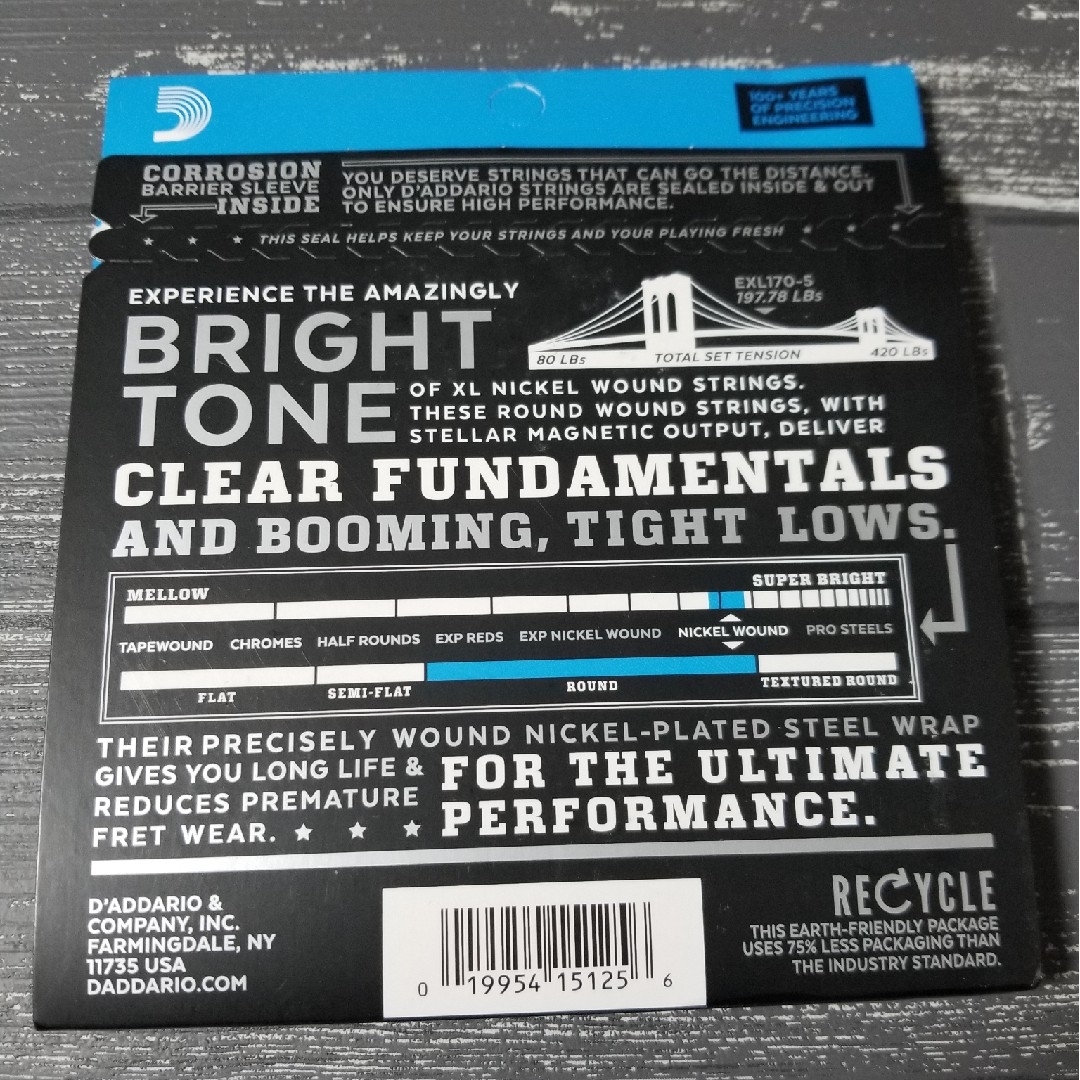 100+ YEARS
OF PRECISION
ENGINEERING
CORROSION
BARRIER SLEEVE
INSIDE
YOU DESERVE STRINGS THAT CAN GO THE DISTANCE.
ONLY D'ADDARIO STRINGS ARE SEALED INSIDE & OUT
TO ENSURE HIGH PERFORMANCE.
THIS SEAL HELPS KEEP YOUR STRINGS AND YOUR PLAYING FRESH
EXPERIENCE THE AMAZINGLY
BRIGHT
TONE
EXL170-5
197.78 LBs
80 LBs TOTAL SET TENSION 420 LBs
OF XL NICKEL WOUND STRINGS.
THESE ROUND WOUND STRINGS, WITH
STELLAR MAGNETIC OUTPUT, DELIVER
CLEAR FUNDAMENTALS
AND BOOMING, TIGHT LOWS.
MELLOW SUPER BRIGHT
TAPEWOUND CHROMES HALF ROUNDS EXP REDS EXP NICKEL WOUND NICKEL WOUND PRO STEELS
FLAT SEMI-FLAT ROUND TEXTURED ROUND
THEIR PRECISELY WOUND NICKEL-PLATED STEEL WRAP
GIVES YOU LONG LIFE &
REDUCES PREMATURE
FRET WEAR.
FOR THE ULTIMATE
PERFORMANCE.
D'ADDARIO &
COMPANY, INC.
FARMINGDALE, NY
11735 USA
DADDARIO.COM
0 19954 15125 6
RECYCLE
THIS EARTH-FRIENDLY PACKAGE
USES 75% LESS PACKAGING THAN
THE INDUSTRY STANDARD.